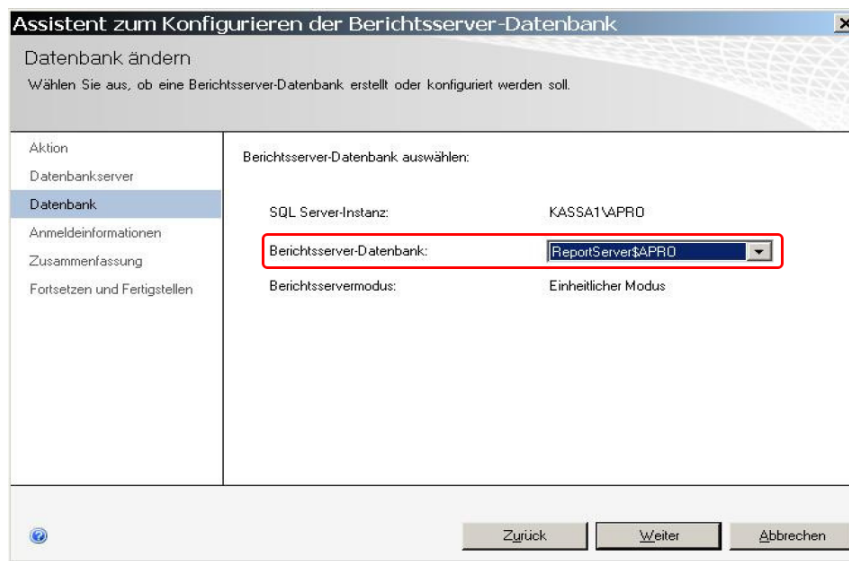 Assistent zum Konfigurieren der Berichtsserver-Datenbank
Datenbank ändern
Wählen Sie aus, ob eine Berichtsserver-Datenbank erstellt oder konfiguriert werden soll.
Aktion
Datenbankserver
Datenbank
Anmeldeinformationen
Zusammenfassung
Fortsetzen und Fertigstellen
Berichtsserver-Datenbank auswählen:
SQL Server-Instanz: KASSA1\APRO
Berichtsserver-Datenbank: ReportServer$APRO
Berichtsservermodus: Einheitlicher Modus
Zurück Weiter Abbrechen